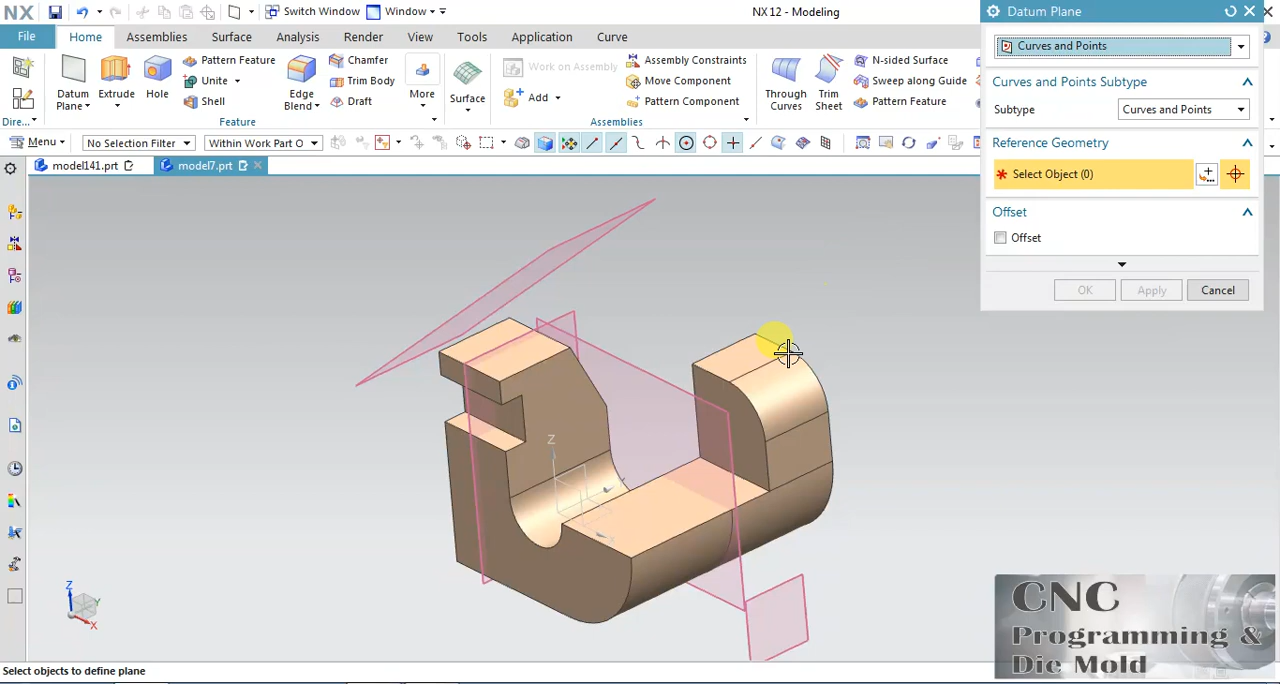 NX
Switch Window
Window
NX 12 - Modeling
Datum Plane
File
Home
Assemblies
Surface
Analysis
Render
View
Tools
Application
Curve
Curves and Points
Datum
Plane
Extrude
Hole
Pattern Feature
Unite
Shell
Edge
Blend
Chamfer
Trim Body
Draft
More
Surface
Work on Assembly
Add
Assembly Constraints
Move Component
Pattern Component
Through
Curves
Trim
Sheet
N-sided Surface
Sweep along Guide
Pattern Feature
Curves and Points Subtype
Subtype
Curves and Points
Dire...
Feature
Assemblies
Menu
No Selection Filter
Within Work Part O
Reference Geometry
model141.prt
model7.prt
Select Object (0)
Offset
Offset
OK
Apply
Cancel
Z
Z
Y
X
CNC
Programming &
Die Mold
Select objects to define plane